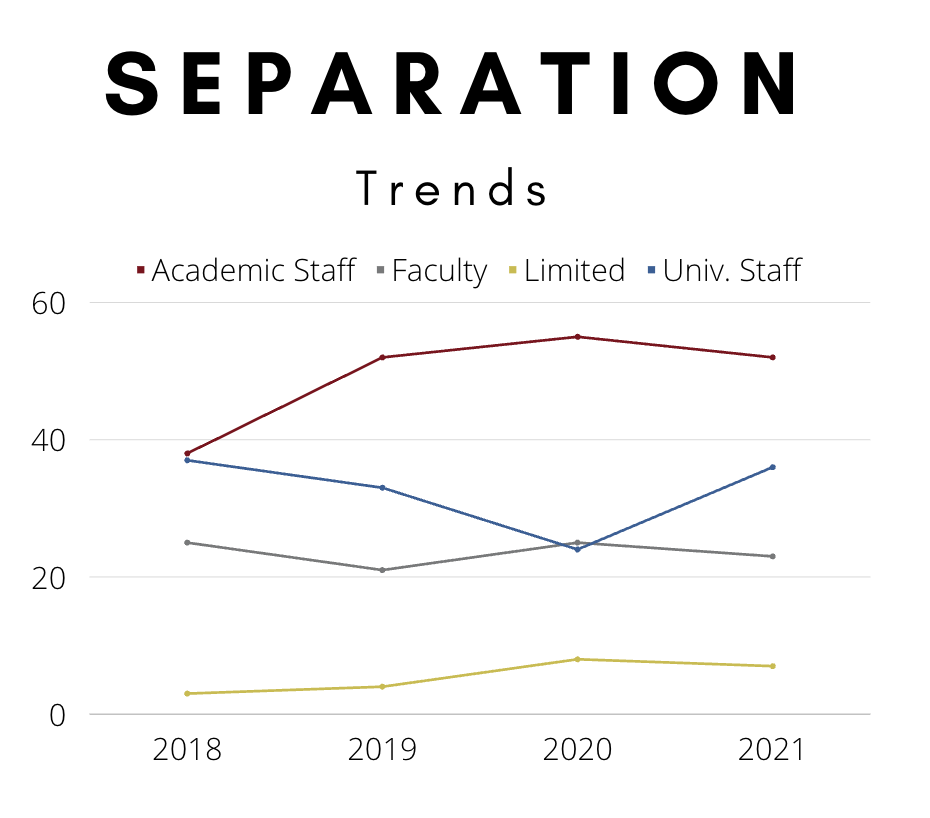 SEPARATION
Trends
Academic Staff Faculty Limited Univ. Staff
60
40
20
0
2018 2019 2020 2021